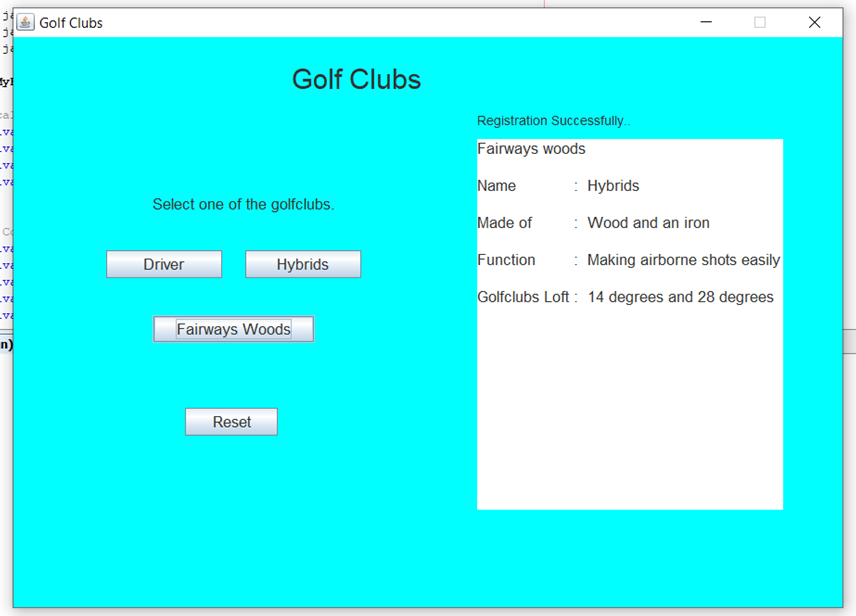 Golf Clubs
Golf Clubs
Registration Successfully..
Select one of the golfclubs.
Driver
Hybrids
Fairways Woods
Reset
Fairways woods
Name : Hybrids
Made of : Wood and an iron
Function : Making airborne shots easily
Golfclubs Loft : 14 degrees and 28 degrees